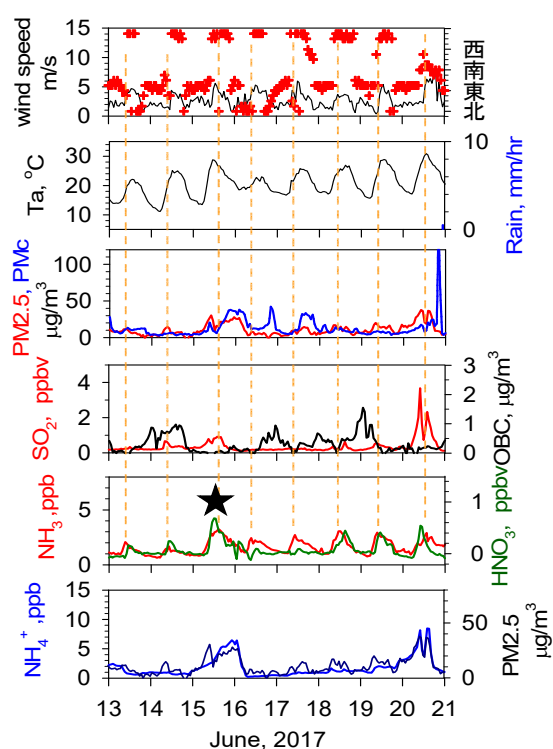 wind speed
m/s
15
10
5
0
西
南
東
北
Ta, °C
30
20
10
10
5
0
Rain, mm/hr
PM2.5, PMc
µg/m³
100
50
0
SO₂, ppbv
4
2
0
3
2
1
0
OBC, µg/m³
NH₃, ppb
5
0
1
0
HNO₃, ppbv
NH₄⁺, ppb
15
10
5
0
50
0
PM2.5
µg/m³
13 14 15 16 17 18 19 20 21
June, 2017